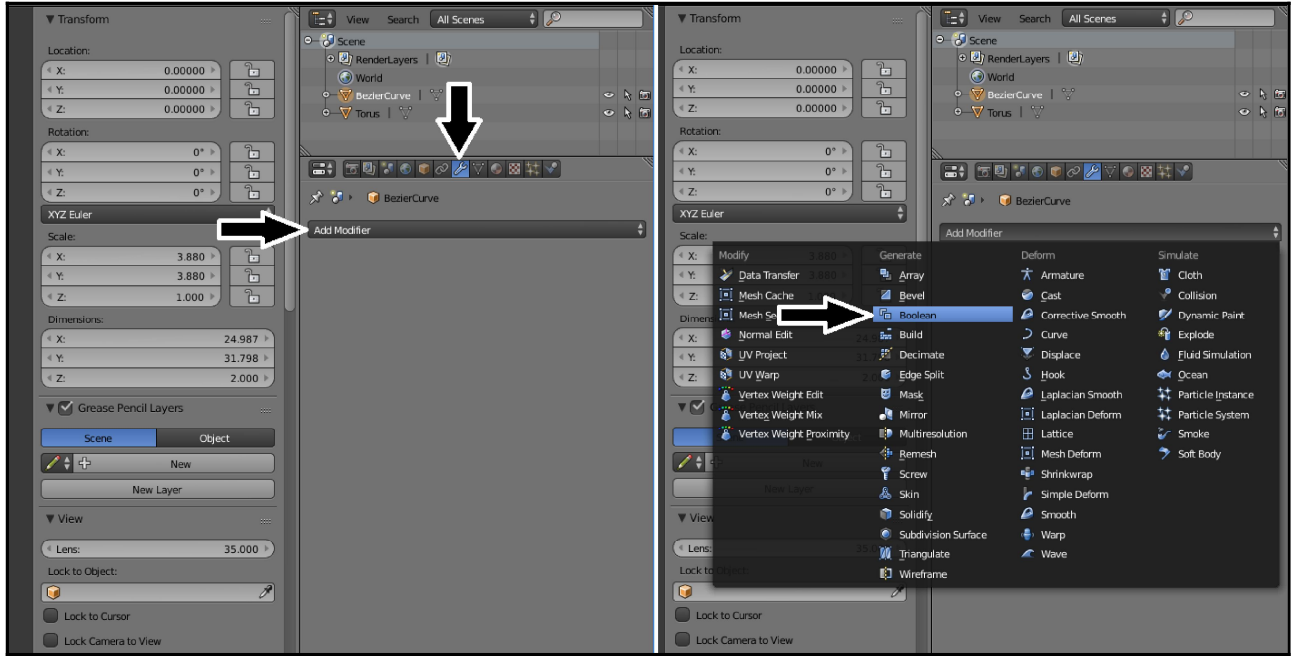 Transform
Location:
X: 0.00000
Y: 0.00000
Z: 0.00000
Rotation:
X: 0°
Y: 0°
Z: 0°
XYZ Euler
Scale:
X: 3.880
Y: 3.880
Z: 1.000
Dimensions:
X: 24.987
Y: 31.798
Z: 2.000
Grease Pencil Layers
Scene Object
New
New Layer
View
Lens: 35.000
Lock to Object:
Lock to Cursor
Lock Camera to View
View Search All Scenes
Scene
RenderLayers
World
BezierCurve
Torus
BezierCurve
Add Modifier
Transform
Location:
X: 0.00000
Y: 0.00000
Z: 0.00000
Rotation:
X: 0°
Y: 0°
Z: 0°
XYZ Euler
Scale:
X:
Y:
Z:
Dimens
X:
Y:
Z:
View
Lens:
Lock to
Lock to Cursor
Lock Camera to View
View Search All Scenes
Scene
RenderLayers
World
BezierCurve
Torus
BezierCurve
Add Modifier
Modify
Data Transfer
Mesh Cache
Mesh Se
Normal Edit
UV Project
UV Warp
Vertex Weight Edit
Vertex Weight Mix
Vertex Weight Proximity
Generate
Array
Bevel
Boolean
Build
Decimate
Edge Split
Mask
Mirror
Multiresolution
Remesh
Screw
Skin
Solidify
Subdivision Surface
Triangulate
Wireframe
Deform
Armature
Cast
Corrective Smooth
Curve
Displace
Hook
Laplacian Smooth
Laplacian Deform
Lattice
Mesh Deform
Shrinkwrap
Simple Deform
Smooth
Warp
Wave
Simulate
Cloth
Collision
Dynamic Paint
Explode
Fluid Simulation
Ocean
Particle Instance
Particle System
Smoke
Soft Body